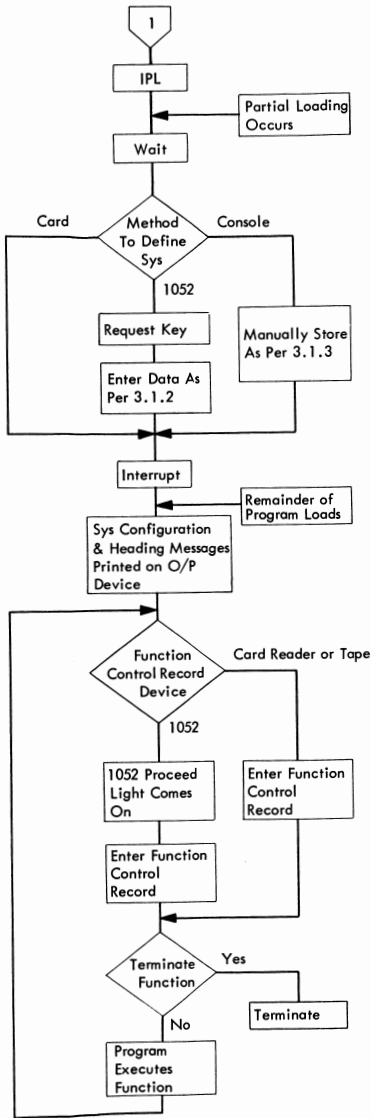 1
IPL
Partial Loading
Occurs
Wait
Card
Method
To Define
Sys
Console
1052
Request Key
Manually Store
As Per 3.1.3
Enter Data As
Per 3.1.2
Interrupt
Remainder of
Program Loads
Sys Configuration
& Heading Messages
Printed on O/P
Device
Function
Control Record
Device
Card Reader or Tape
1052
1052 Proceed
Light Comes
On
Enter Function
Control
Record
Enter Function
Control
Record
Terminate
Function
Yes
Terminate
No
Program
Executes
Function